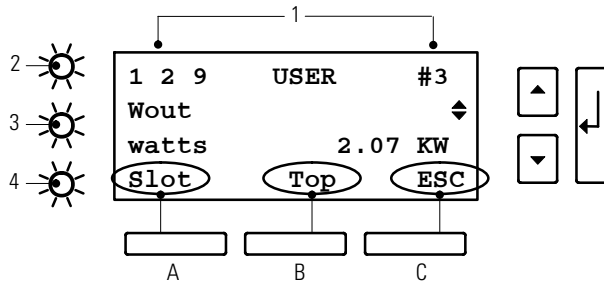 1
2
1 2 9 USER #3
3
Wout
watts 2.07 KW
4
Slot Top ESC
A B C